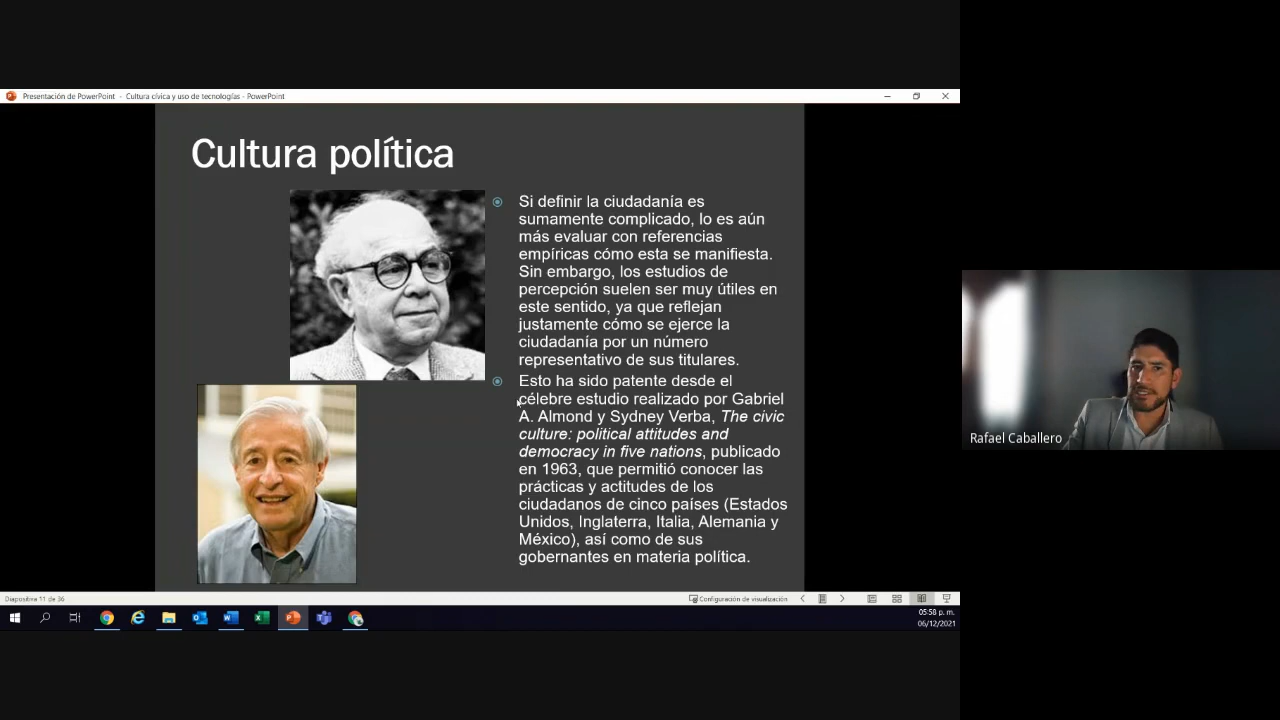 Presentación de PowerPoint - Cultura cívica y uso de tecnologías - PowerPoint
Cultura política
Si definir la ciudadanía es
sumamente complicado, lo es aún
más evaluar con referencias
empíricas cómo esta se manifiesta.
Sin embargo, los estudios de
percepción suelen ser muy útiles en
este sentido, ya que reflejan
justamente cómo se ejerce la
ciudadanía por un número
representativo de sus titulares.
Esto ha sido patente desde el
célebre estudio realizado por Gabriel
A. Almond y Sydney Verba, The civic
culture: political attitudes and
democracy in five nations, publicado
en 1963, que permitió conocer las
prácticas y actitudes de los
ciudadanos de cinco países (Estados
Unidos, Inglaterra, Italia, Alemania y
México), así como de sus
gobernantes en materia política.
Rafael Caballero
Diapositiva 11 de 36
Configuración de visualización
05:58 p. m.
06/12/2021